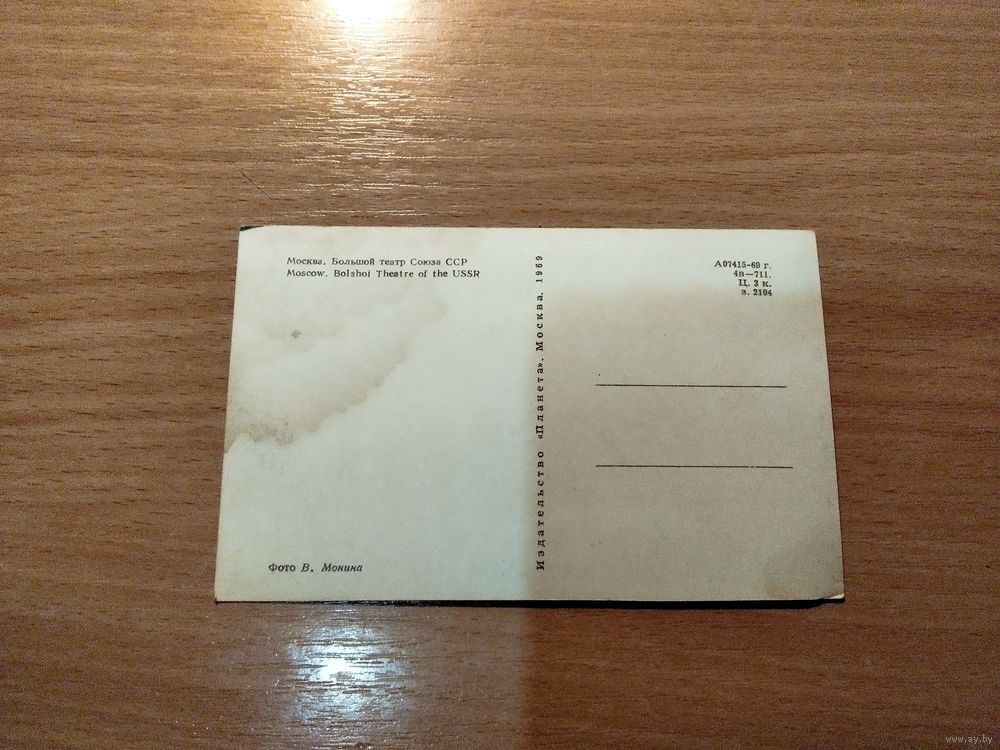 Москва. Большой театр Союза ССР
Moscow. Bolshoi Theatre of the USSR
Фото В. Монина
Издательство «Планета». Москва. 1969
А07415-69 г.
4в—711.
Ц. 3 к.
з. 2104
www.ay.by